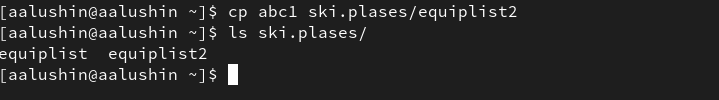 [aalushin@aalushin ~]$ cp abc1 ski.plases/equiplist2
[aalushin@aalushin ~]$ ls ski.plases/
equiplist  equiplist2
[aalushin@aalushin ~]$